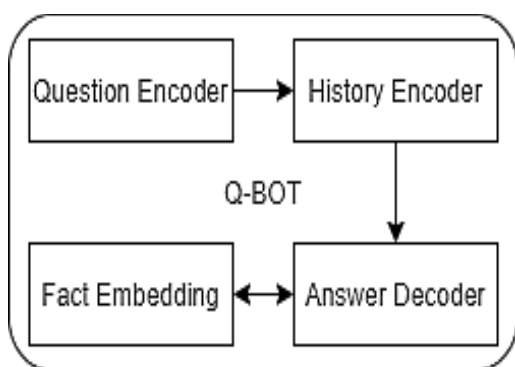 Question Encoder
History Encoder
Q-BOT
Fact Embedding
Answer Decoder